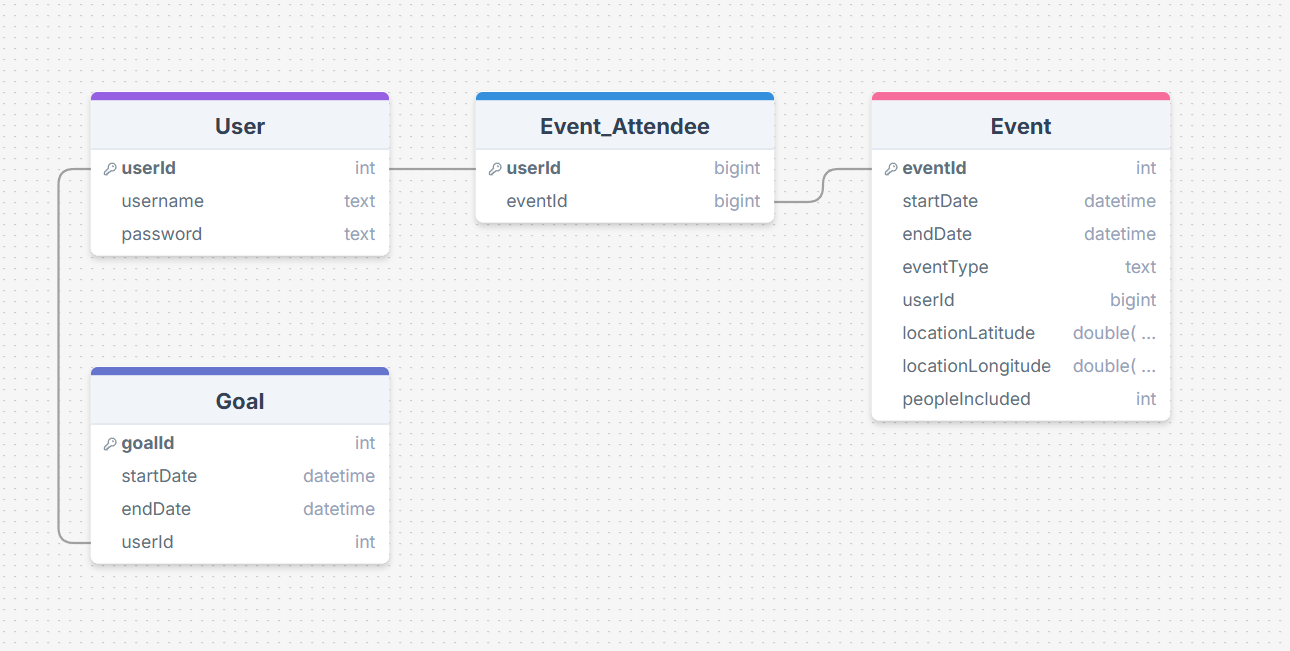 User
userId int
username text
password text
Event_Attendee
userId bigint
eventId bigint
Event
eventId int
startDate datetime
endDate datetime
eventType text
userId bigint
locationLatitude double( ...
locationLongitude double( ...
peopleIncluded int
Goal
goalId int
startDate datetime
endDate datetime
userId int